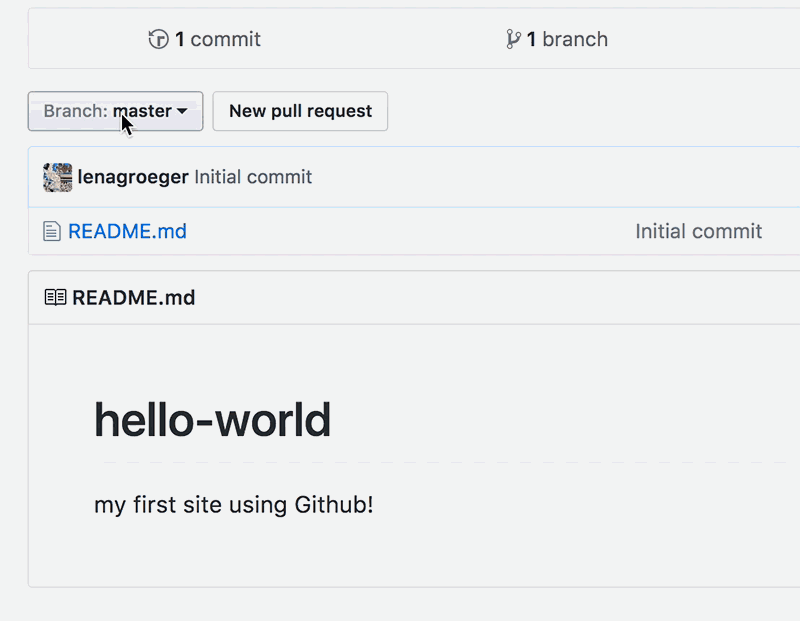 1 commit 1 branch
Branch: master New pull request
lenagroeger Initial commit
README.md Initial commit
README.md
hello-world
my first site using Github!